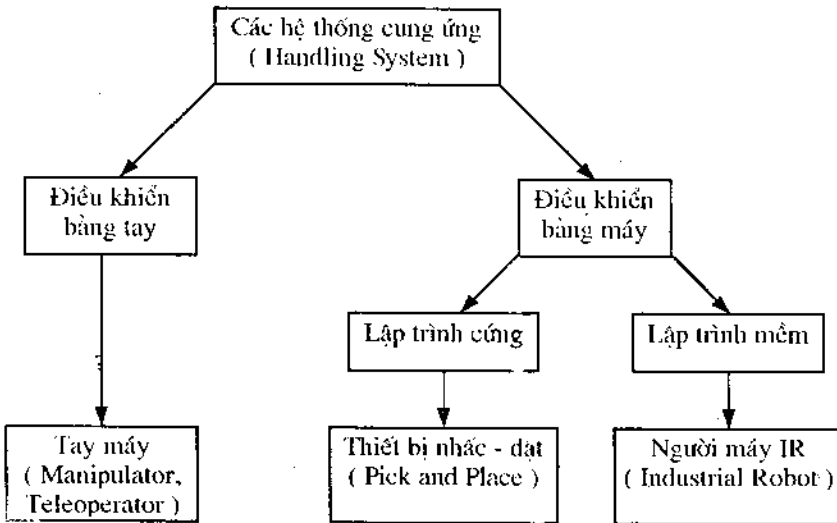 Các hệ thống cung ứng
( Handling System )
Điều khiển
bằng tay
Điều khiển
bằng máy
Lập trình cứng
Lập trình mềm
Tay máy
( Manipulator,
Teleoperator )
Thiết bị nhấc - đạt
( Pick and Place )
Người máy IR
( Industrial Robot )